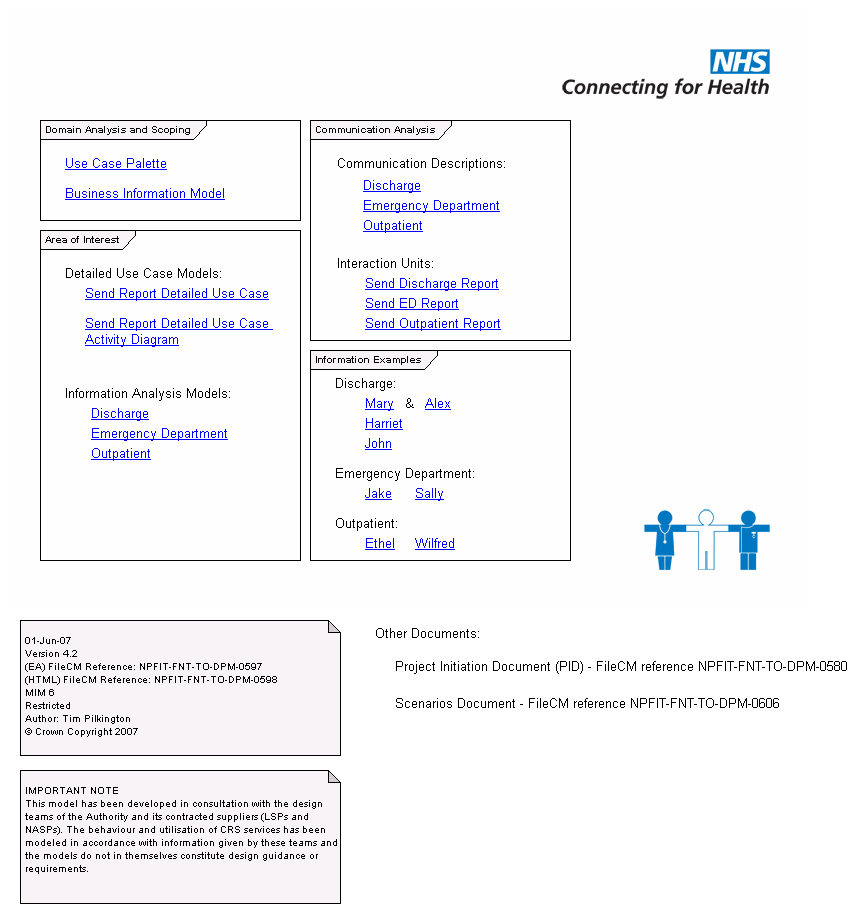 NHS
Connecting for Health
Domain Analysis and Scoping
Use Case Palette
Business Information Model
Area of Interest
Detailed Use Case Models:
Send Report Detailed Use Case
Send Report Detailed Use Case
Activity Diagram
Information Analysis Models:
Discharge
Emergency Department
Outpatient
Communication Analysis
Communication Descriptions:
Discharge
Emergency Department
Outpatient
Interaction Units:
Send Discharge Report
Send ED Report
Send Outpatient Report
Information Examples
Discharge:
Mary & Alex
Harriet
John
Emergency Department:
Jake Sally
Outpatient:
Ethel Wilfred
01-Jun-07
Version 4.2
(EA) FileCM Reference: NPFIT-FNT-TO-DPM-0597
(HTML) FileCM Reference: NPFIT-FNT-TO-DPM-0598
MIM 6
Restricted
Author: Tim Pilkington
© Crown Copyright 2007
IMPORTANT NOTE
This model has been developed in consultation with the design
teams of the Authority and its contracted suppliers (LSPs and
NASPs). The behaviour and utilisation of CRS services has been
modeled in accordance with information given by these teams and
the models do not in themselves constitute design guidance or
requirements.
Other Documents:
Project Initiation Document (PID) - FileCM reference NPFIT-FNT-TO-DPM-0580
Scenarios Document - FileCM reference NPFIT-FNT-TO-DPM-0606